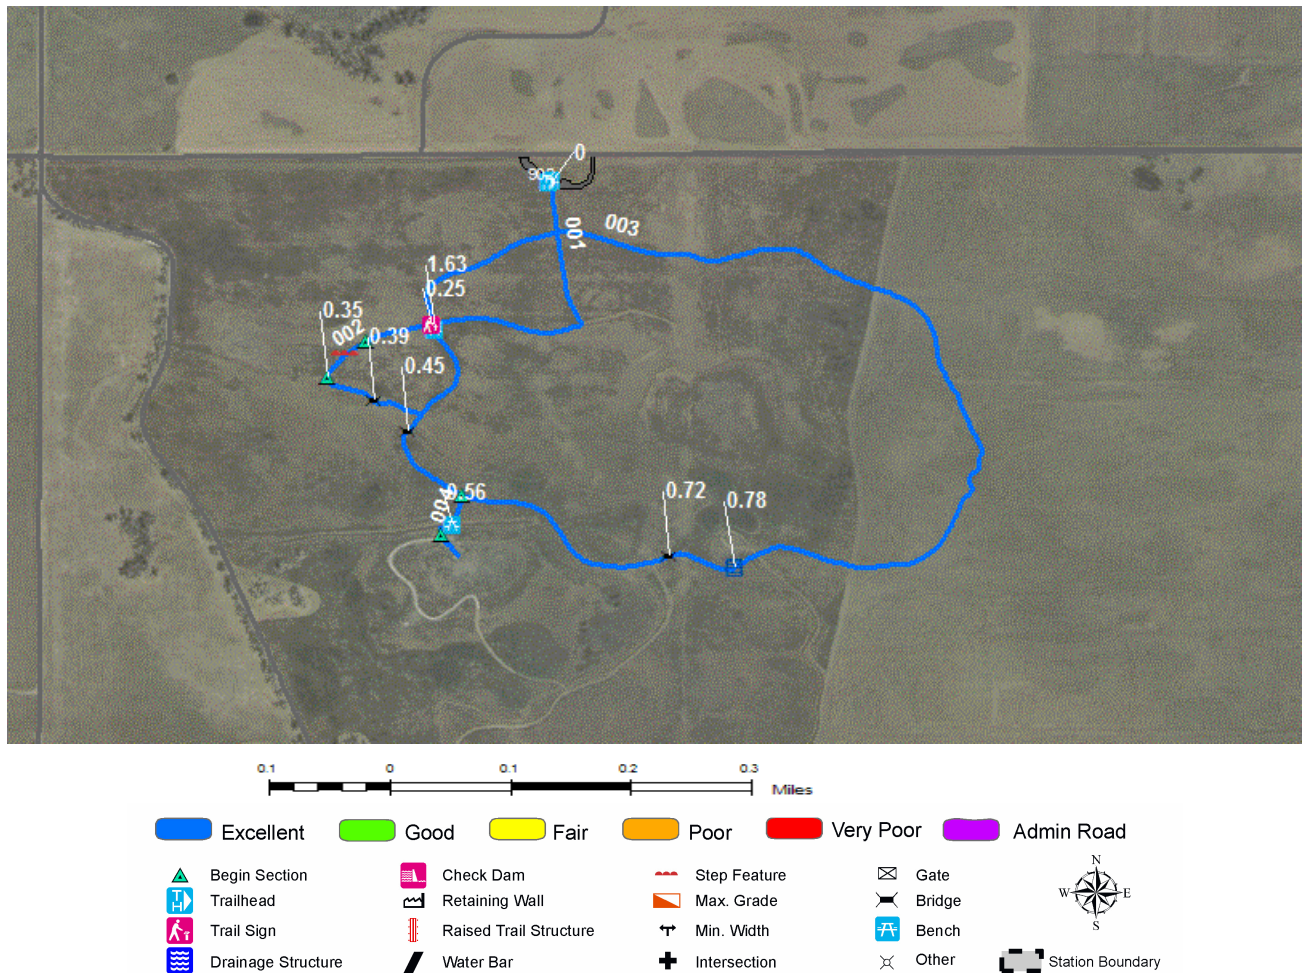 0
90
001
003
1.63
0.25
0.35
002
0.39
0.45
0.56
004
0.72
0.78
0.1 0 0.1 0.2 0.3
Miles
Excellent Good Fair Poor Very Poor Admin Road
Begin Section Check Dam Step Feature Gate N
Trailhead Retaining Wall Max. Grade Bridge W E
Trail Sign Raised Trail Structure Min. Width Bench S
Drainage Structure Water Bar Intersection Other Station Boundary